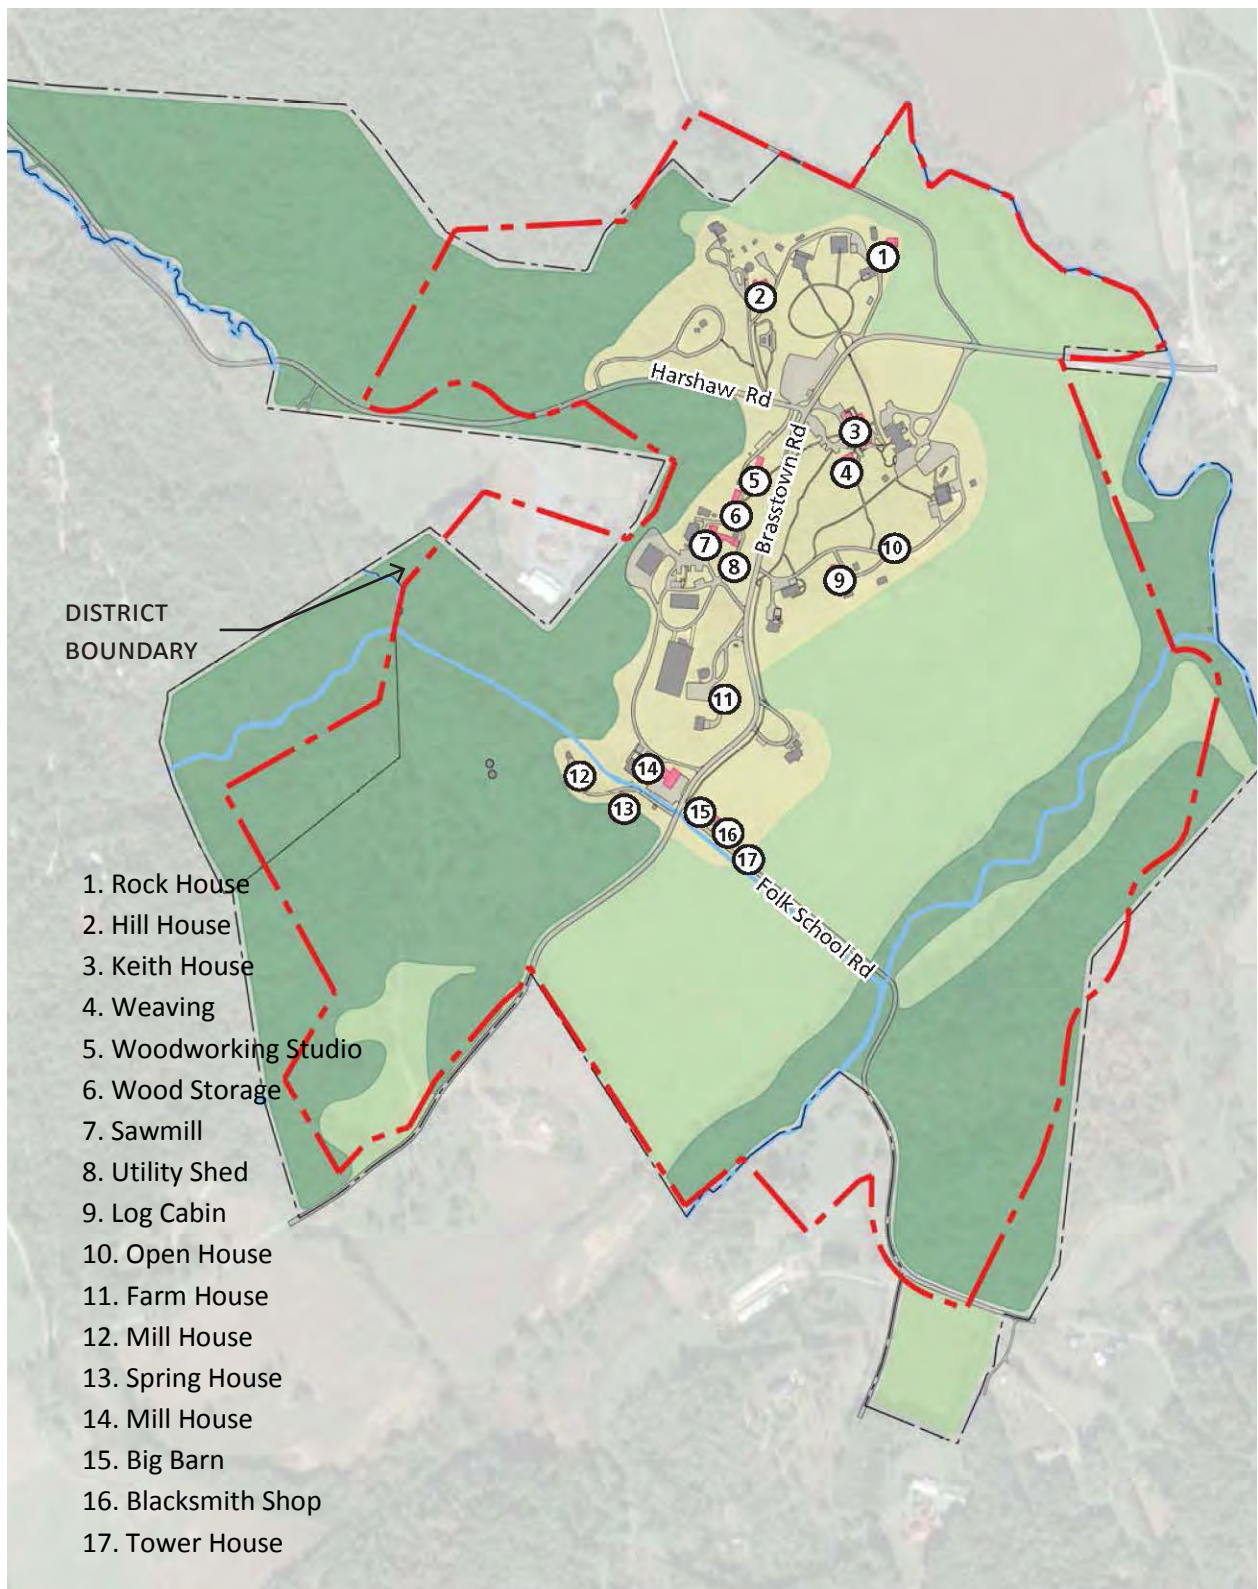 1
2
Harshaw Rd
3
4
5
Brasstown Rd
6
7
8
10
9
DISTRICT
BOUNDARY
11
12
14
13
15
16
17
Folk School Rd
1. Rock House
2. Hill House
3. Keith House
4. Weaving
5. Woodworking Studio
6. Wood Storage
7. Sawmill
8. Utility Shed
9. Log Cabin
10. Open House
11. Farm House
12. Mill House
13. Spring House
14. Mill House
15. Big Barn
16. Blacksmith Shop
17. Tower House